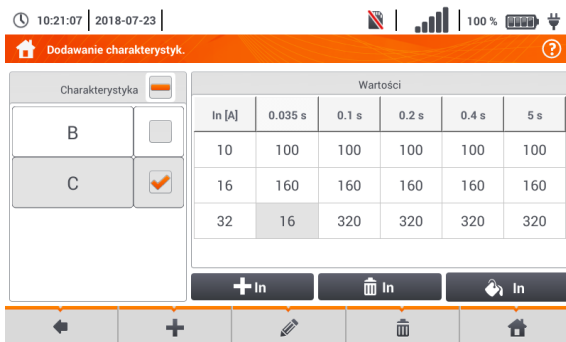 10:21:07 2018-07-23 100 %
Dodawanie charakterystyk. ?
Charakterystyka Wartości
In [A] 0.035 s 0.1 s 0.2 s 0.4 s 5 s
B
10 100 100 100 100 100
C
16 160 160 160 160 160
32 16 320 320 320 320
In In In